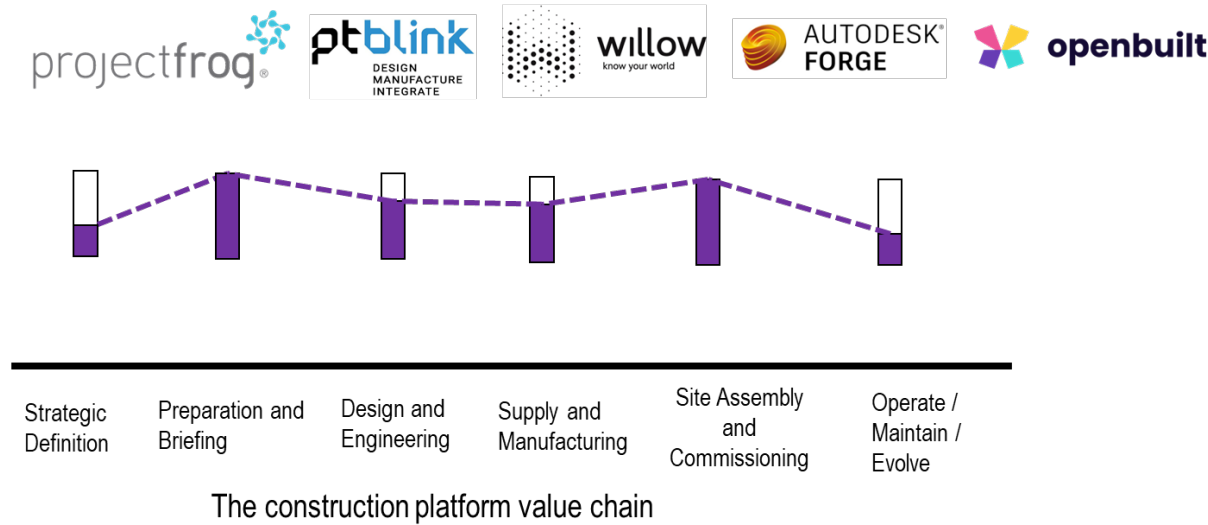 projectfrog®
ptblink
DESIGN
MANUFACTURE
INTEGRATE
wıllow
know your world
AUTODESK®
FORGE
openbuilt
Strategic
Definition
Preparation and
Briefing
Design and
Engineering
Supply and
Manufacturing
Site Assembly
and
Commissioning
Operate /
Maintain /
Evolve
The construction platform value chain